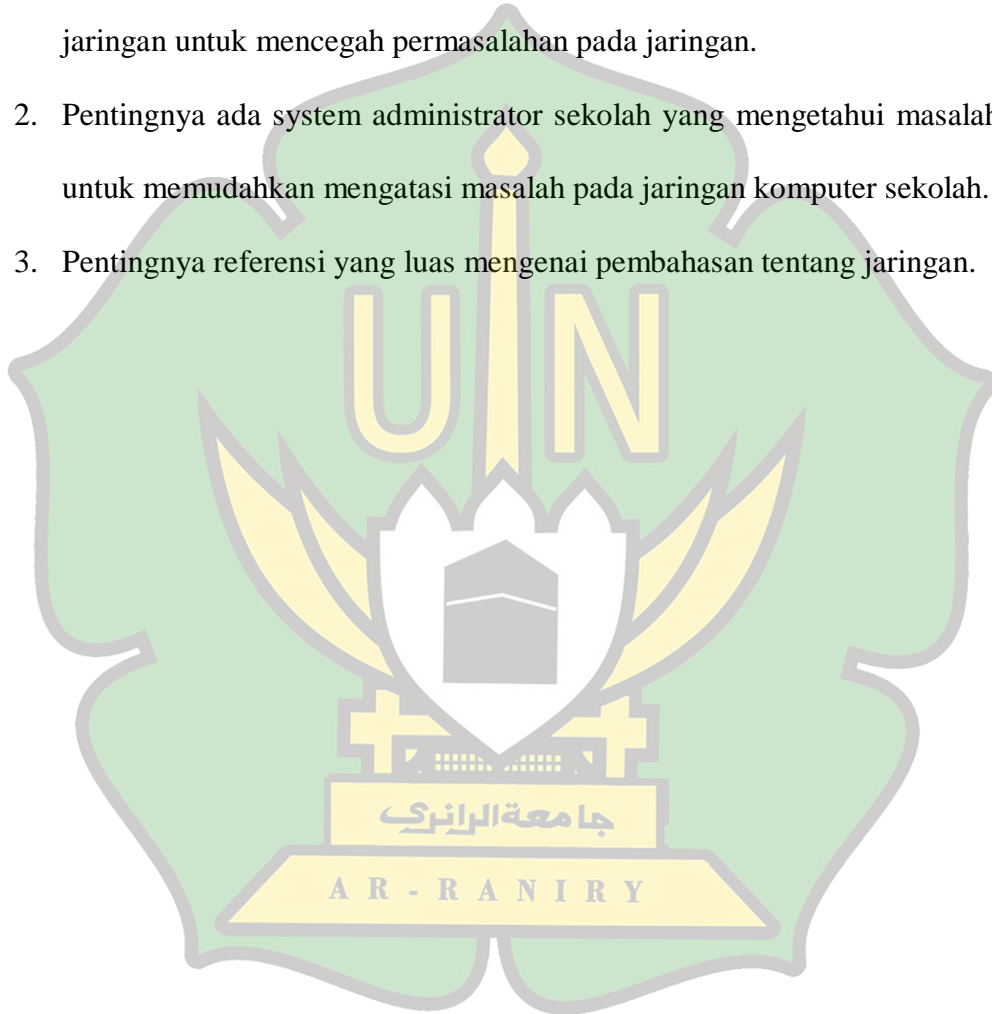 jaringan untuk mencegah permasalahan pada jaringan.
2. Pentingnya ada system administrator sekolah yang mengetahui masalah
untuk memudahkan mengatasi masalah pada jaringan komputer sekolah.
3. Pentingnya referensi yang luas mengenai pembahasan tentang jaringan.
UIN
جامعة الرانري
AR-RANIRY